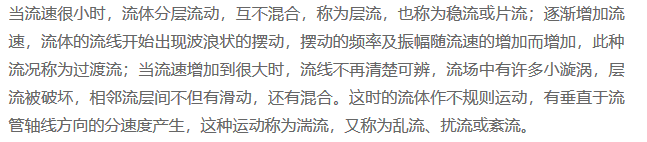 当流速很小时，流体分层流动，互不混合，称为层流，也称为稳流或片流；逐渐增加流
速，流体的流线开始出现波浪状的摆动，摆动的频率及振幅随流速的增加而增加，此种
流况称为过渡流；当流速增加到很大时，流线不再清楚可辨，流场中有许多小漩涡，层
流被破坏，相邻流层间不但有滑动，还有混合。这时的流体作不规则运动，有垂直于流
管轴线方向的分速度产生，这种运动称为湍流，又称为乱流、扰流或紊流。